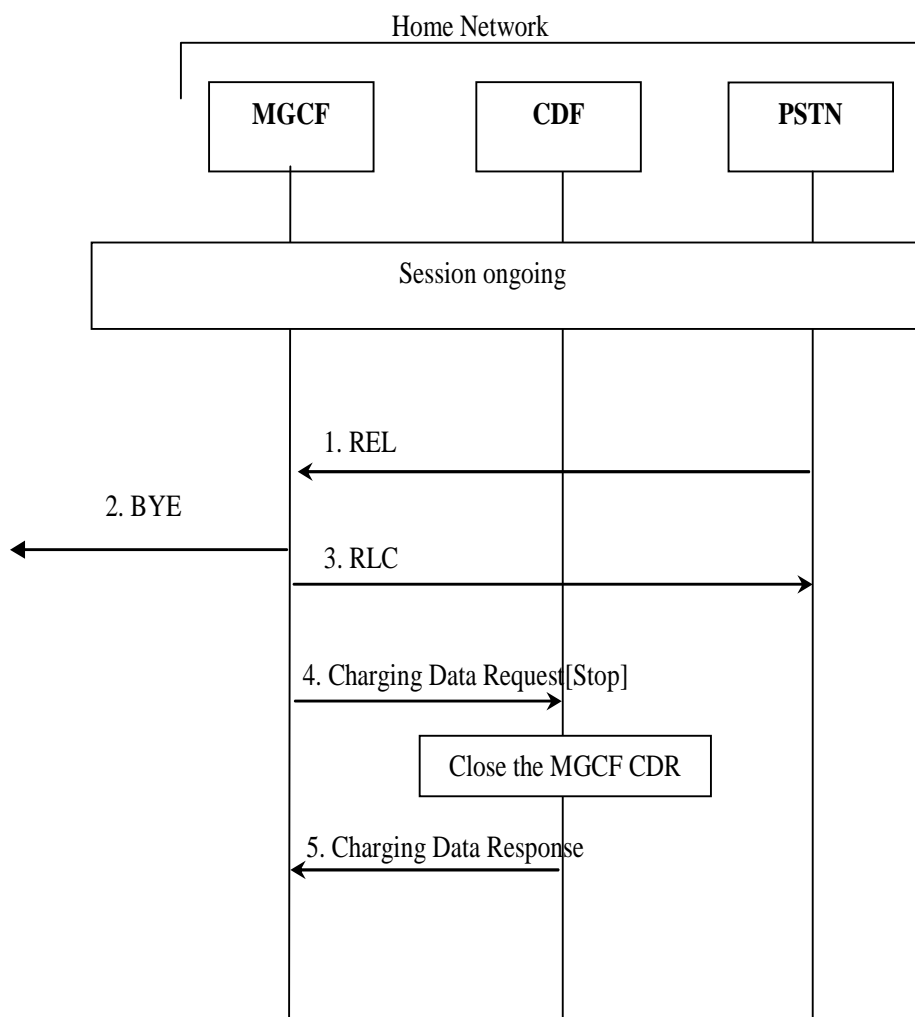 Home Network
MGCF
CDF
PSTN
Session ongoing
1. REL
2. BYE
3. RLC
4. Charging Data Request[Stop]
Close the MGCF CDR
5. Charging Data Response